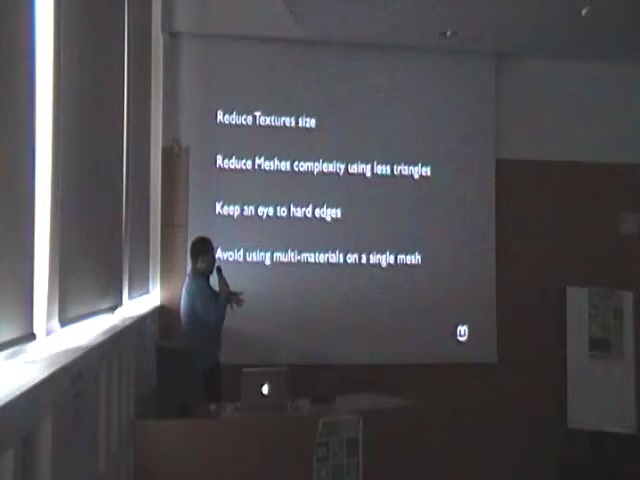 Reduce Textures size
Reduce Meshes complexity using less triangles
Keep an eye to hard edges
Avoid using multi-materials on a single mesh